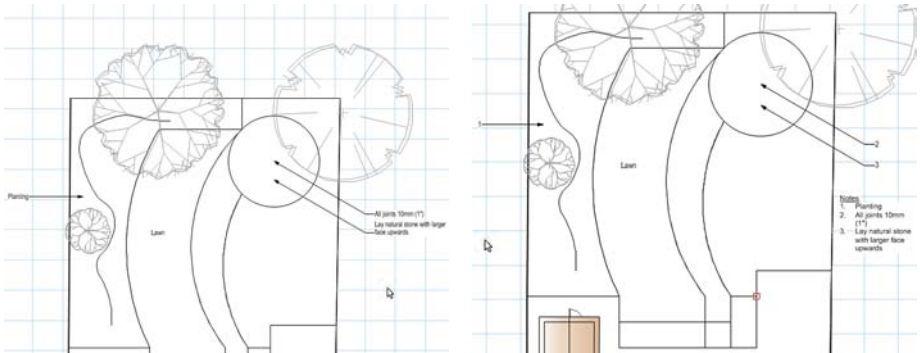 Planting
Lawn
All joints 10mm (1")
Lay natural stone with larger
face upwards
1
Lawn
2
3
Notes
1. Planting
2. All joints 10mm
(1")
3. Lay natural stone
with larger face
upwards